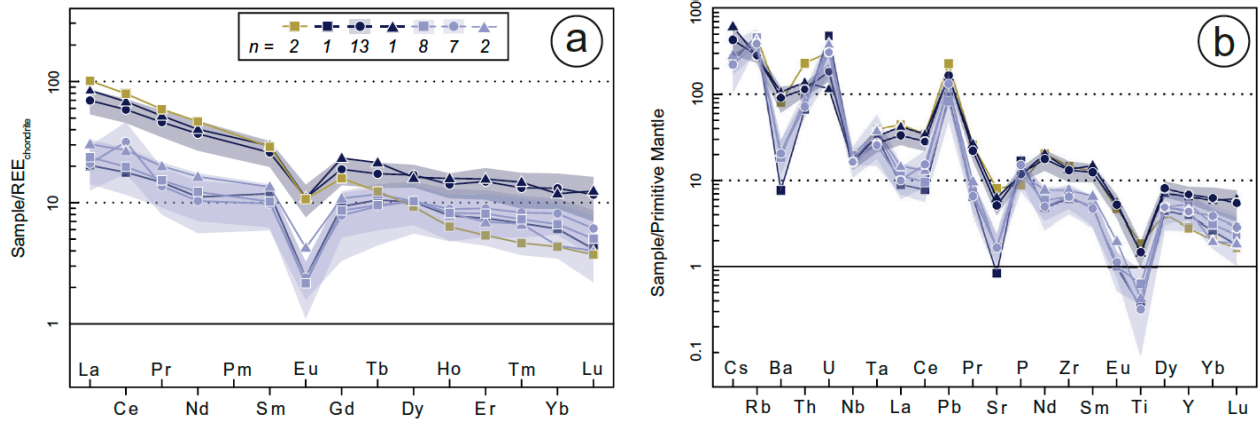 n = 2 1 13 1 8 7 2
a
Sample/REEchondrite
100
10
1
La Pr Pm Eu Tb Ho Tm Lu
Ce Nd Sm Gd Dy Er Yb
b
Sample/Primitive Mantle
1000
100
10
1
0.1
Cs Ba U Ta Ce Pr P Zr Eu Dy Yb
Rb Th Nb La Pb Sr Nd Sm Ti Y Lu